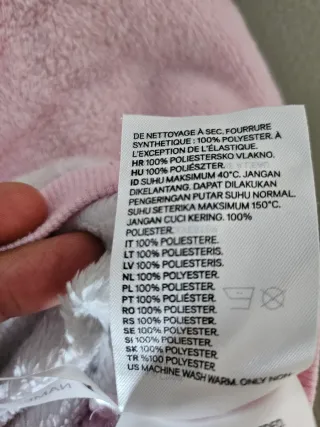 DE NETTOYAGE À SEC. FOURRURE
SYNTHETIQUE : 100% POLYESTER, À
L'EXCEPTION DE L'ÉLASTIQUE.
HR 100% POLIESTERSKO VLAKNO.
HU 100% POLIÉSZTER.
ID SUHU MAKSIMUM 40°C. JANGAN
DIKELANTANG. DAPAT DILAKUKAN
PENGERINGAN PUTAR SUHU NORMAL.
SUHU SETERIKA MAKSIMUM 150°C.
JANGAN CUCI KERING. 100%
POLIESTER.
IT 100% POLIESTERE.
LT 100% POLIESTERIS.
LV 100% POLIESTERIS.
NL 100% POLYESTER.
PL 100% POLIESTER.
PT 100% POLIÉSTER.
RO 100% POLIESTER.
RS 100% POLIESTER.
SE 100% POLYESTER.
SI 100% POLIESTER.
SK 100% POLYESTER.
TR %100 POLYESTER.
US MACHINE WASH WARM. ONLY NON